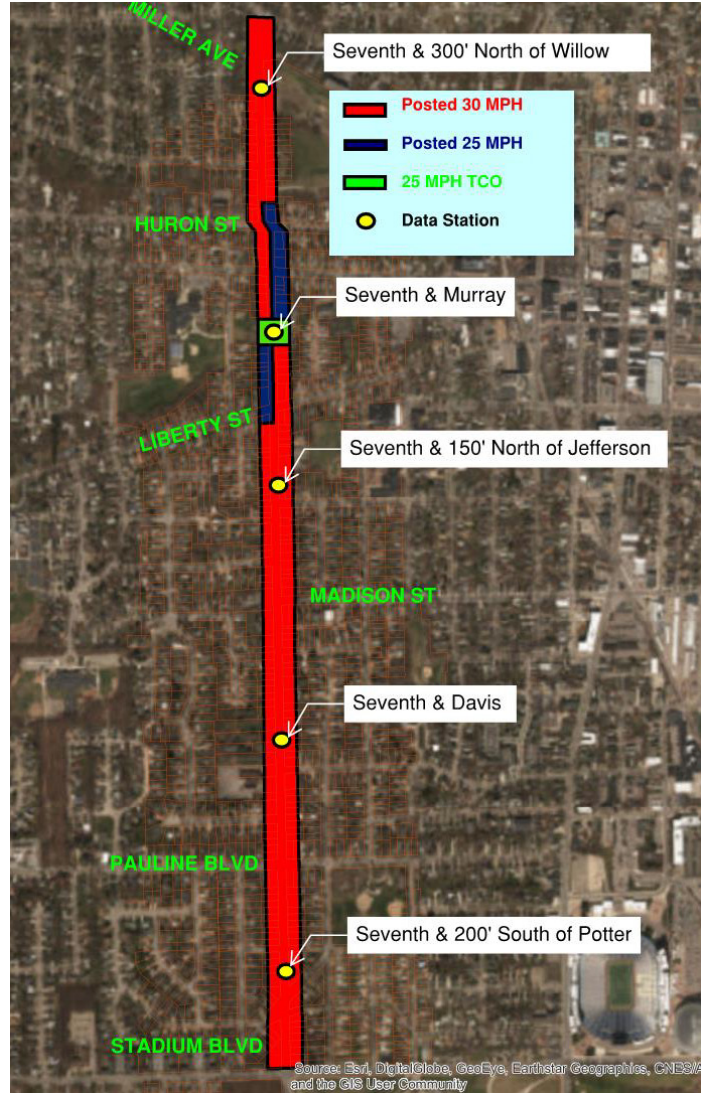 MILLER AVE
Seventh & 300' North of Willow
Posted 30 MPH
Posted 25 MPH
25 MPH TCO
Data Station
HURON ST
Seventh & Murray
LIBERTY ST
Seventh & 150' North of Jefferson
MADISON ST
Seventh & Davis
PAULINE BLVD
Seventh & 200' South of Potter
STADIUM BLVD
Source: Esri, DigitalGlobe, GeoEye, Earthstar Geographics, CNES/A
and the GIS User Community